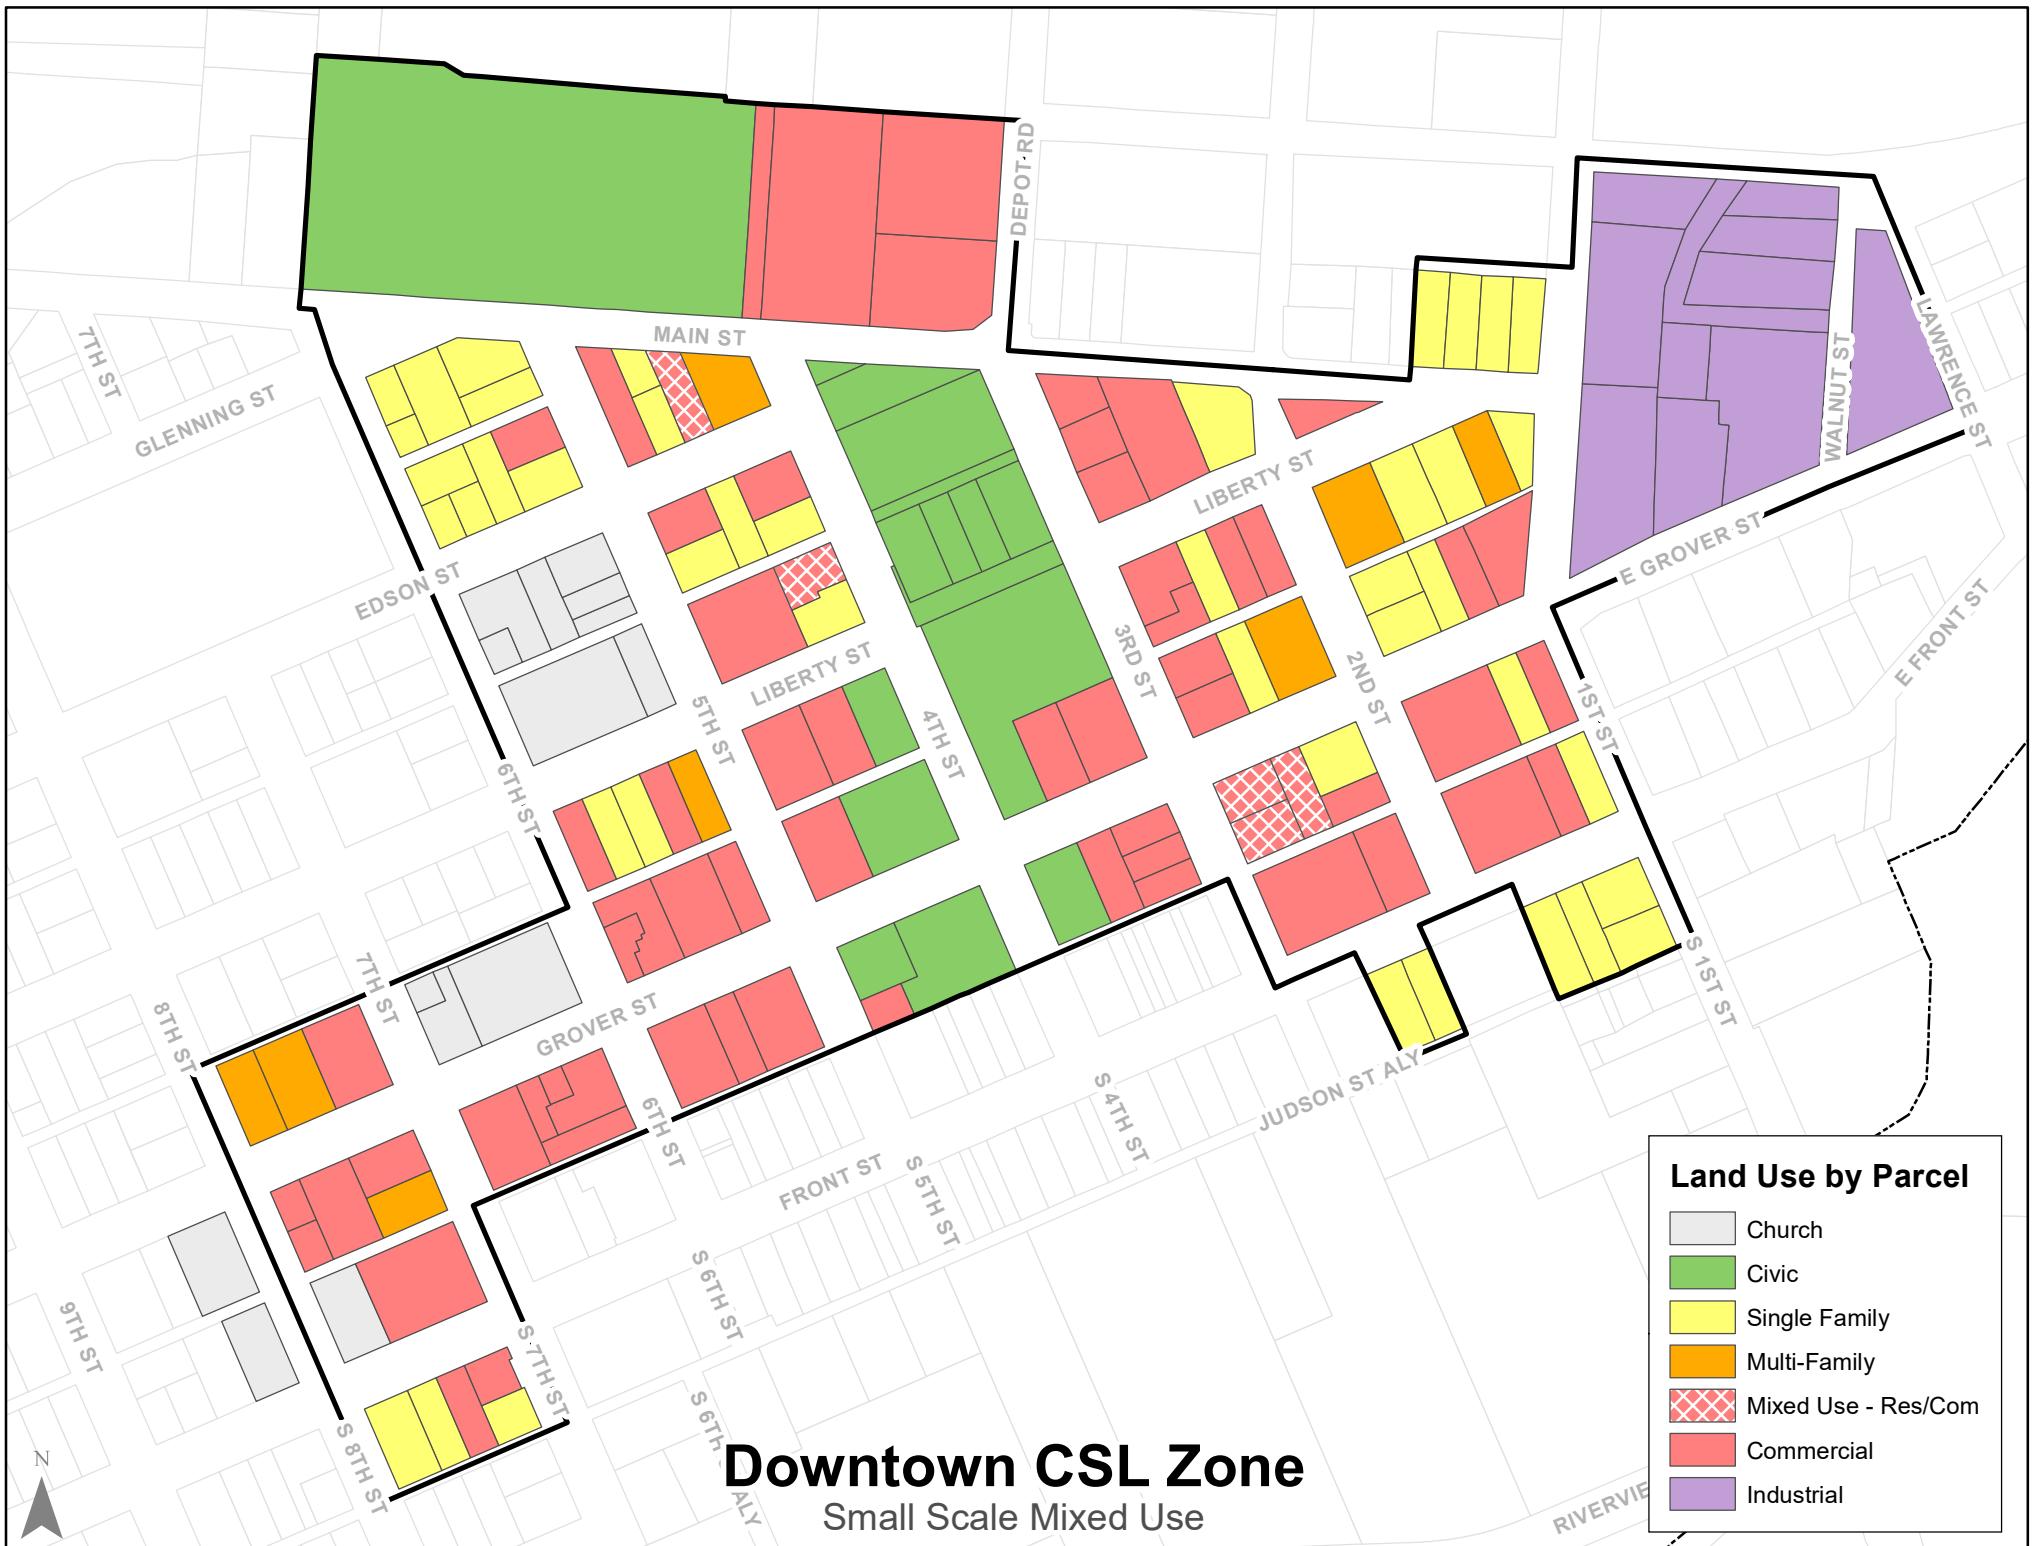 DEPOT RD
MAIN ST
7TH ST
GLENNING ST
LAWRENCE ST
WALNUT ST
LIBERTY ST
E GROVER ST
EDSON ST
E FRONT ST
3RD ST
2ND ST
LIBERTY ST
5TH ST
4TH ST
1ST ST
6TH ST
7TH ST
8TH ST
GROVER ST
S 1ST ST
6TH ST
S 4TH ST
JUDSON ST ALY
FRONT ST
S 5TH ST
S 6TH ST
9TH ST
S 7TH ST
S 8TH ST
S 6TH ST ALY
RIVERVIE
Land Use by Parcel
Church
Civic
Single Family
Multi-Family
Mixed Use - Res/Com
Commercial
Industrial
N
Downtown CSL Zone
Small Scale Mixed Use